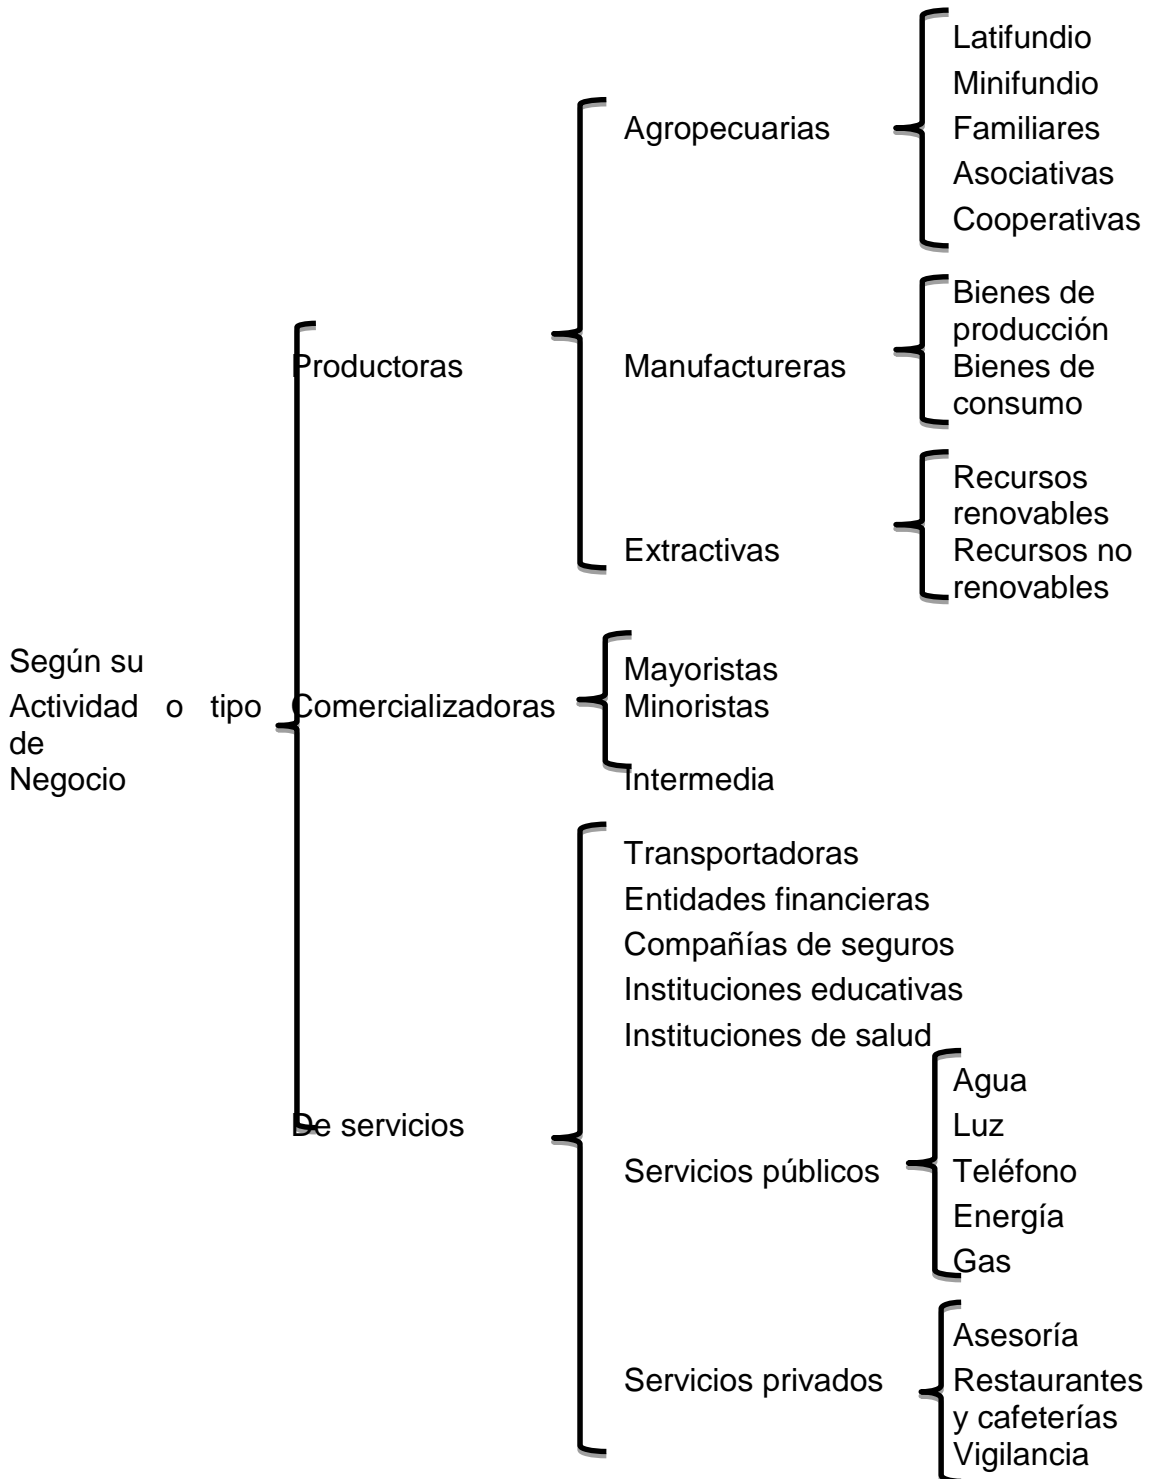 Según su
Actividad o tipo de
Negocio
Productoras
Agropecuarias
Latifundio
Minifundio
Familiares
Asociativas
Cooperativas
Manufactureras
Bienes de
producción
Bienes de
consumo
Extractivas
Recursos
renovables
Recursos no
renovables
Comercializadoras
Mayoristas
Minoristas
Intermedia
De servicios
Transportadoras
Entidades financieras
Compañías de seguros
Instituciones educativas
Instituciones de salud
Servicios públicos
Agua
Luz
Teléfono
Energía
Gas
Servicios privados
Asesoría
Restaurantes
y cafeterías
Vigilancia